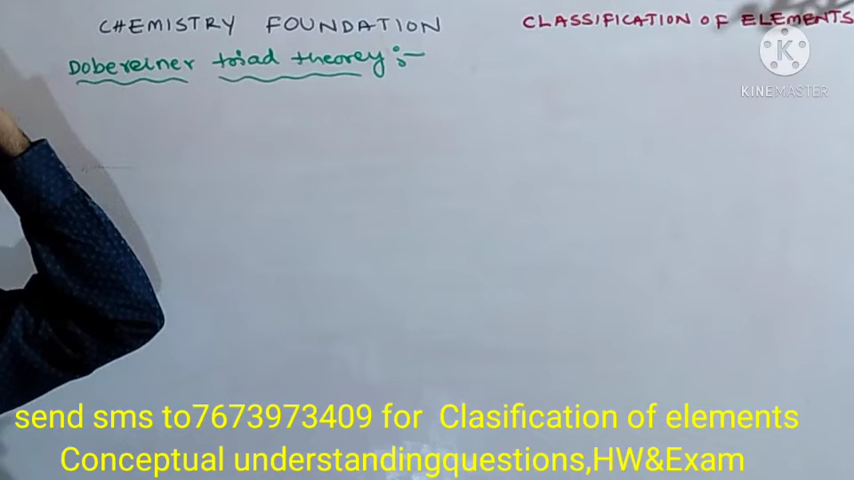 CHEMISTRY FOUNDATION
CLASSIFICATION OF ELEMENTS
Dobereiner triad theorey :-
KINEMASTER
send sms to7673973409 for Clasification of elements
Conceptual understandingquestions,HW&Exam